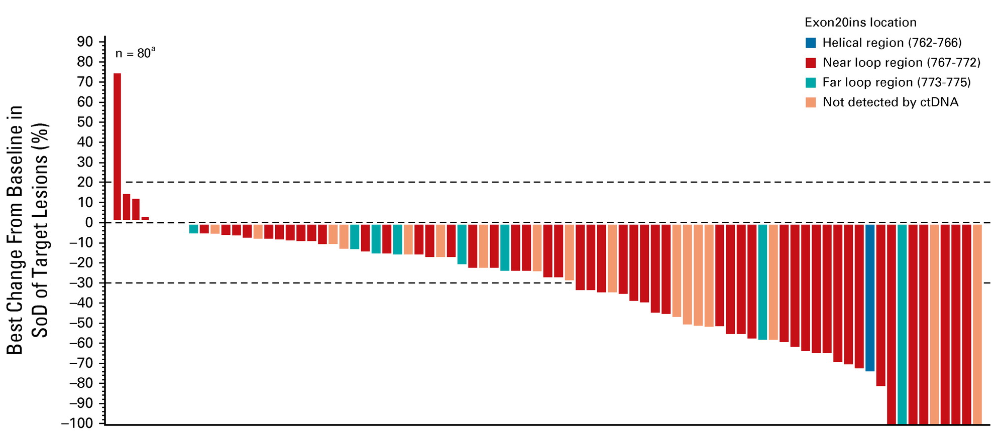 Exon20ins location
Helical region (762-766)
Near loop region (767-772)
Far loop region (773-775)
Not detected by ctDNA
n = 80a
Best Change From Baseline in
SoD of Target Lesions (%)
90
80
70
60
50
40
30
20
10
0
–10
–20
–30
–40
–50
–60
–70
–80
–90
–100